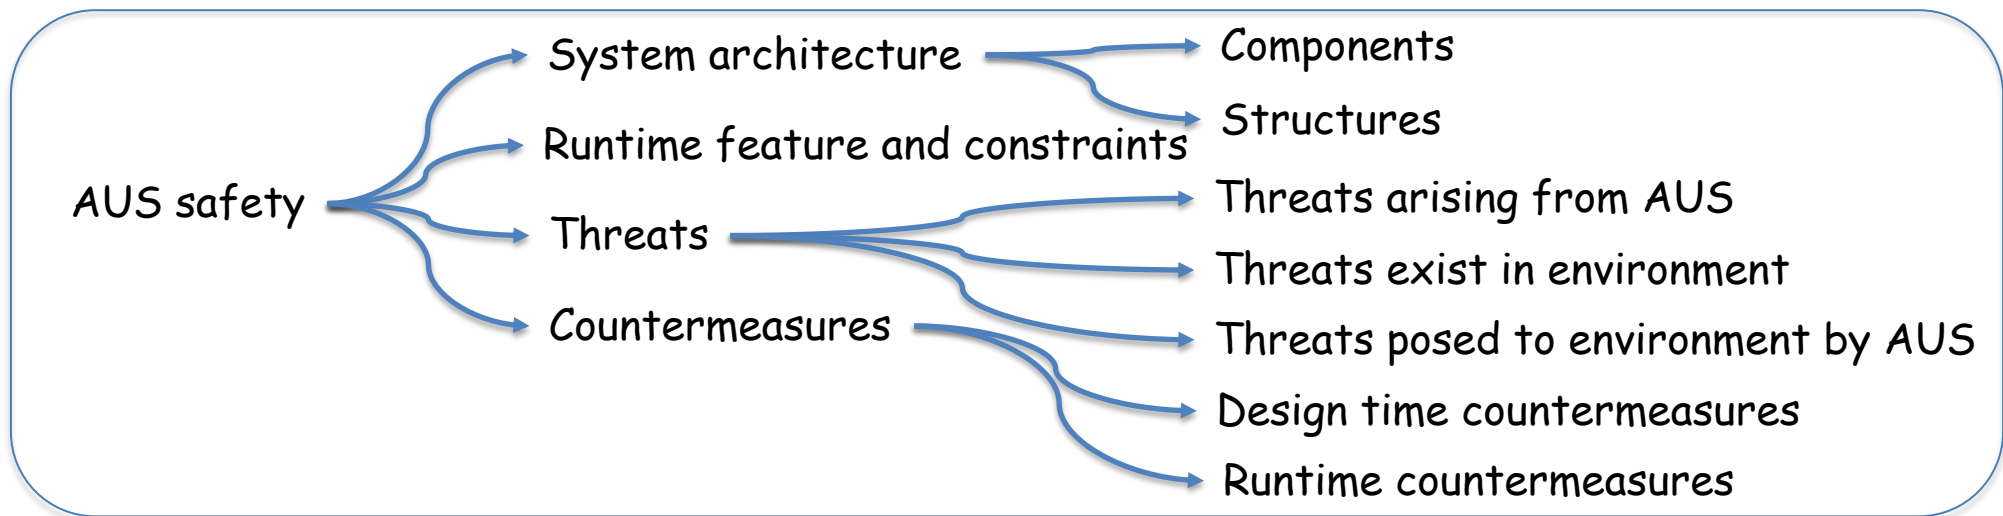 AUS safety
System architecture
Runtime feature and constraints
Threats
Countermeasures
Components
Structures
Threats arising from AUS
Threats exist in environment
Threats posed to environment by AUS
Design time countermeasures
Runtime countermeasures